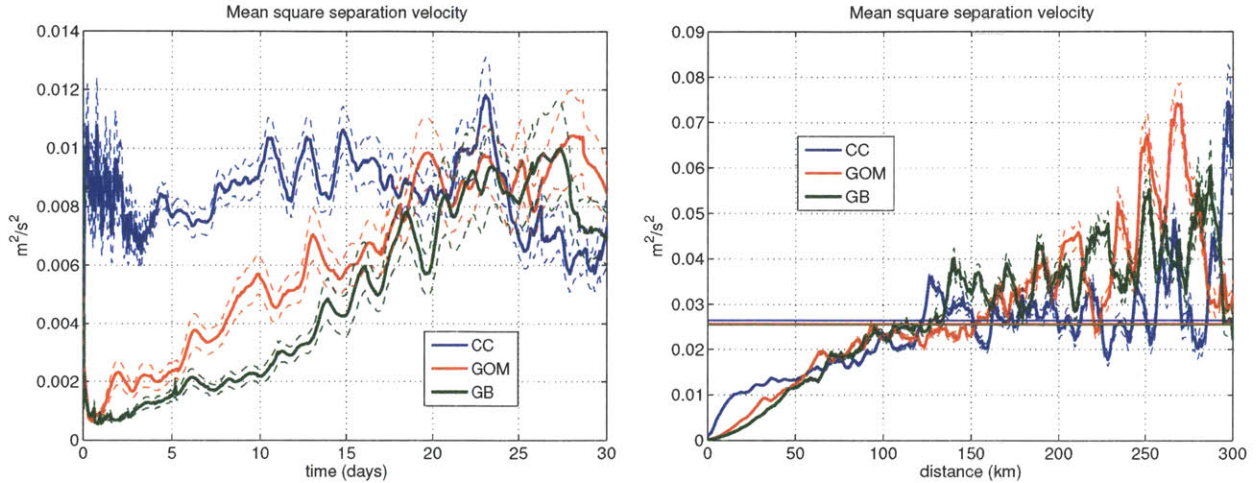 Mean square separation velocity
0.014
0.012
0.01
0.008
0.006
0.004
0.002
0
m²/s²
CC
GOM
GB
0 5 10 15 20 25 30
time (days)
Mean square separation velocity
0.09
0.08
0.07
0.06
0.05
0.04
0.03
0.02
0.01
0
m²/s²
CC
GOM
GB
0 50 100 150 200 250 300
distance (km)